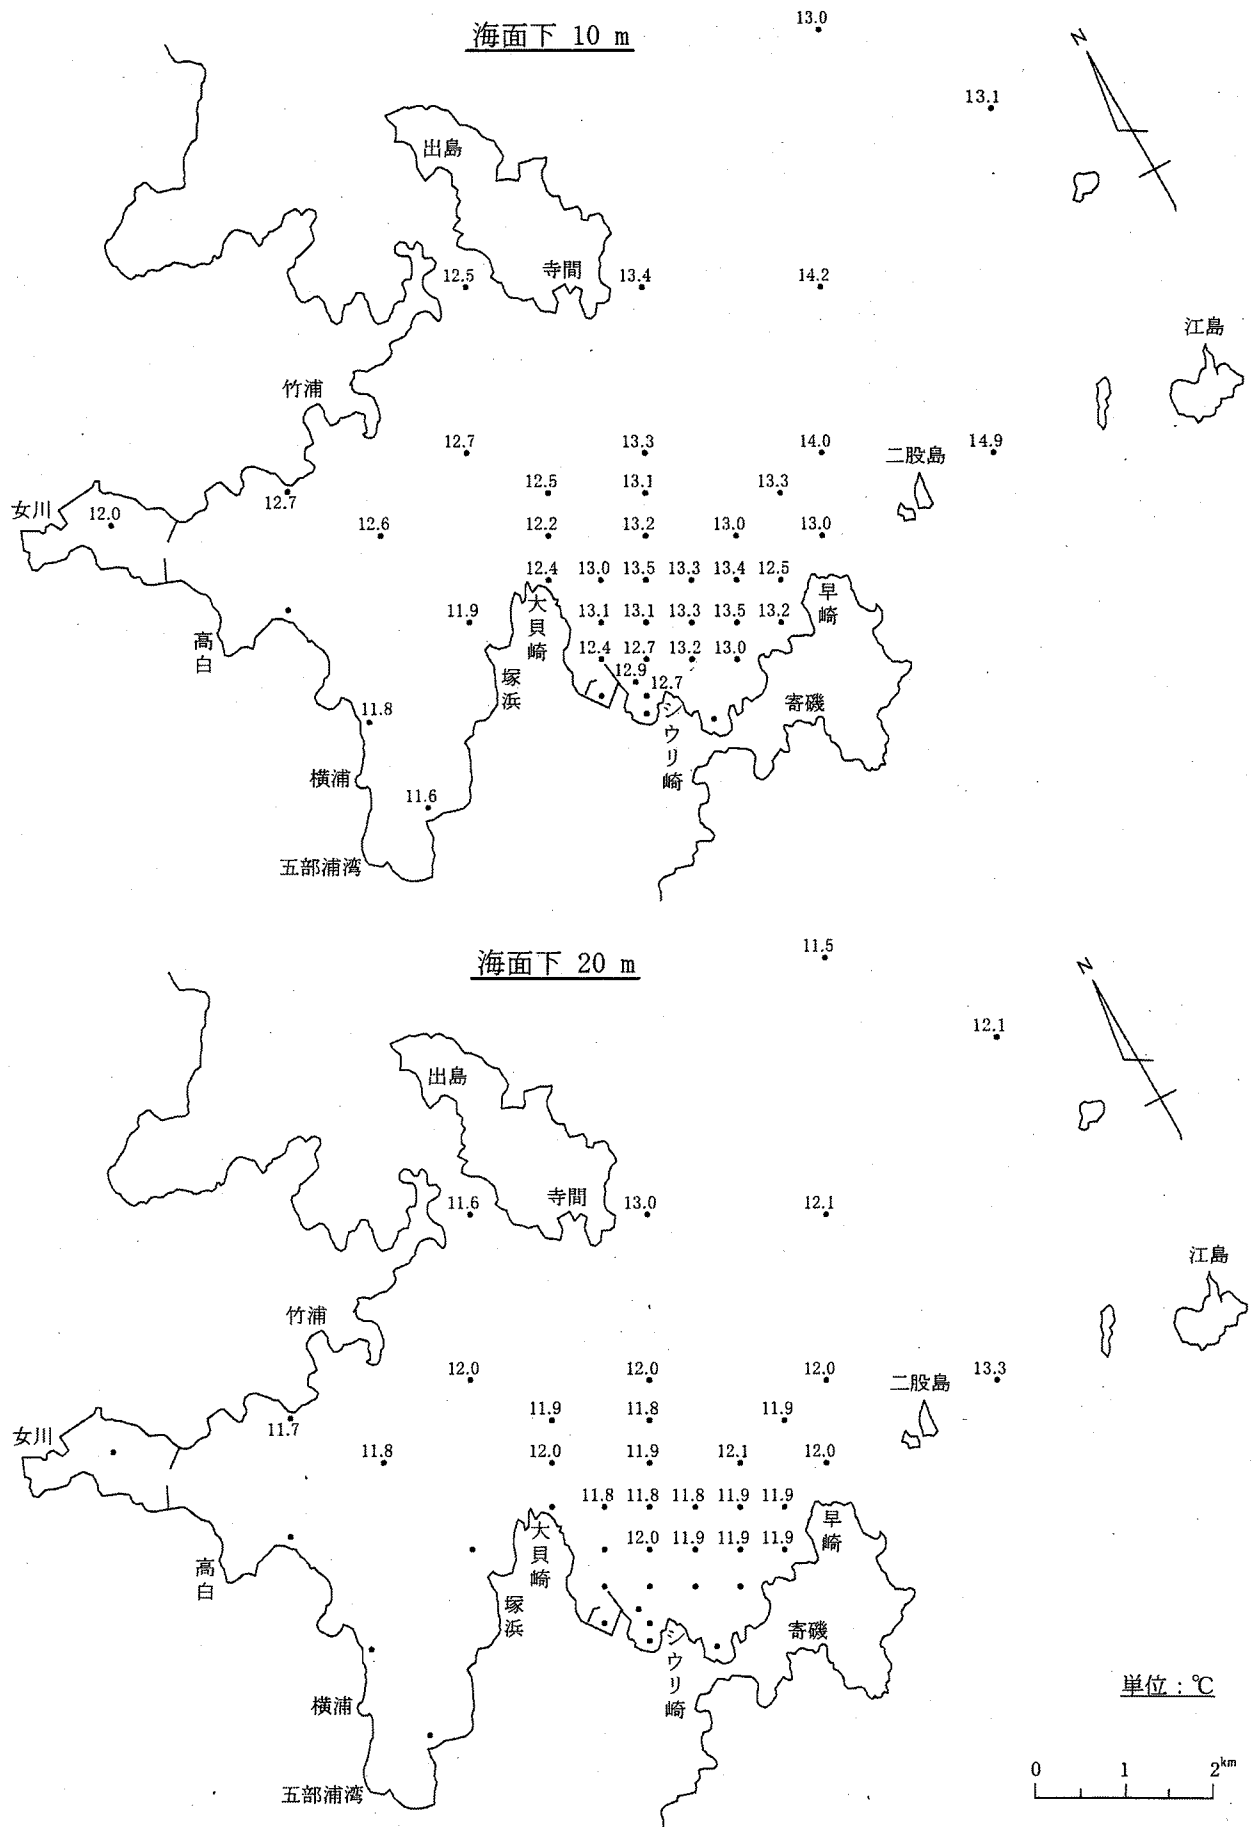 海面下 10 m
13.0
N
13.1
出島
寺間
12.5
13.4
14.2
江島
竹浦
12.7
13.3
14.0
二股島
14.9
12.5
13.1
13.3
女川
12.0
12.7
12.6
12.2
13.2
13.0
13.0
12.4
13.0
13.5
13.3
13.4
12.5
早崎
大貝崎
11.9
13.1
13.1
13.3
13.5
13.2
高白
12.4
12.7
13.2
13.0
塚浜
12.9
12.7
シウリ崎
寄磯
11.8
横浦
11.6
五部浦湾
海面下 20 m
11.5
N
12.1
出島
寺間
11.6
13.0
12.1
江島
竹浦
12.0
12.0
12.0
二股島
13.3
11.9
11.8
11.9
女川
11.7
11.8
12.0
11.9
12.1
12.0
11.8
11.8
11.8
11.9
11.9
早崎
大貝崎
12.0
11.9
11.9
11.9
高白
塚浜
シウリ崎
寄磯
横浦
五部浦湾
単位：℃
0 1 2km